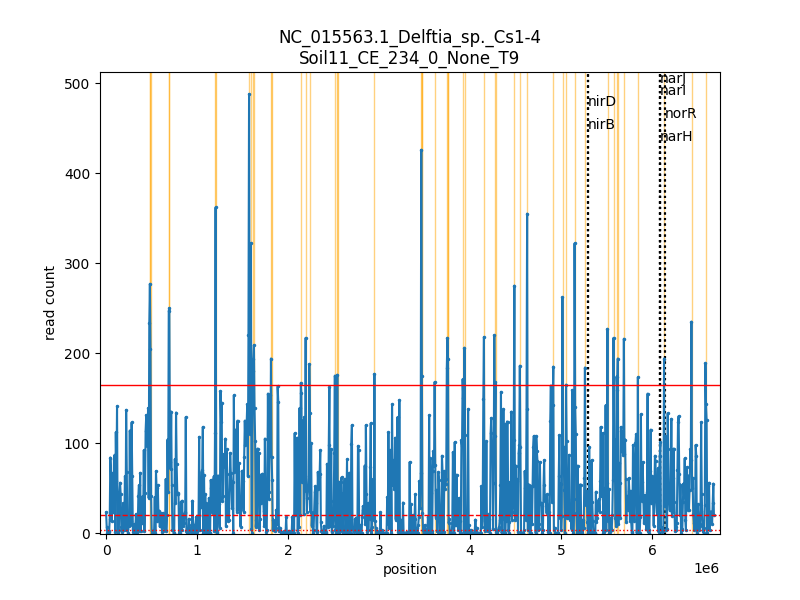 NC_015563.1_Delftia_sp._Cs1-4
Soil11_CE_234_0_None_T9
500
400
300
200
100
0
read count
narJ
narI
nirD
norR
nirB
narH
0 1 2 3 4 5 6
1e6
position